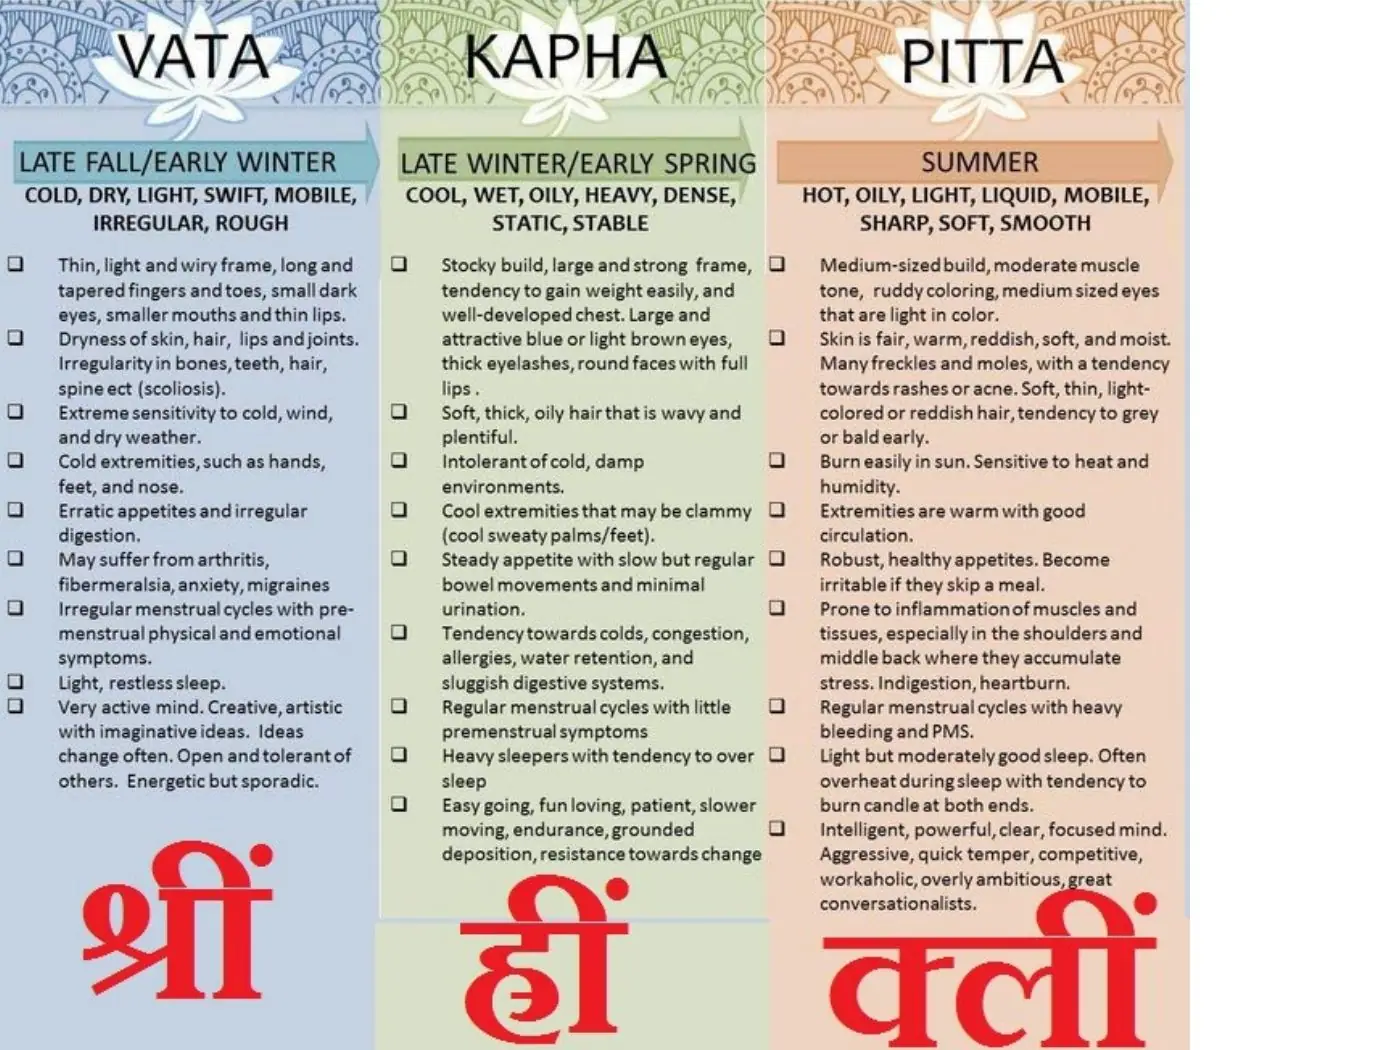 VATA
LATE FALL/EARLY WINTER
COLD, DRY, LIGHT, SWIFT, MOBILE,
IRREGULAR, ROUGH
❑ Thin, light and wiry frame, long and
tapered fingers and toes, small dark
eyes, smaller mouths and thin lips.
❑ Dryness of skin, hair, lips and joints.
Irregularity in bones, teeth, hair,
spine ect (scoliosis).
❑ Extreme sensitivity to cold, wind,
and dry weather.
❑ Cold extremities, such as hands,
feet, and nose.
❑ Erratic appetites and irregular
digestion.
❑ May suffer from arthritis,
fibermeralsia, anxiety, migraines
❑ Irregular menstrual cycles with pre-
menstrual physical and emotional
symptoms.
❑ Light, restless sleep.
❑ Very active mind. Creative, artistic
with imaginative ideas. Ideas
change often. Open and tolerant of
others. Energetic but sporadic.
श्रीं
KAPHA
LATE WINTER/EARLY SPRING
COOL, WET, OILY, HEAVY, DENSE,
STATIC, STABLE
❑ Stocky build, large and strong frame,
tendency to gain weight easily, and
well-developed chest. Large and
attractive blue or light brown eyes,
thick eyelashes, round faces with full
lips .
❑ Soft, thick, oily hair that is wavy and
plentiful.
❑ Intolerant of cold, damp
environments.
❑ Cool extremities that may be clammy
(cool sweaty palms/feet).
❑ Steady appetite with slow but regular
bowel movements and minimal
urination.
❑ Tendency towards colds, congestion,
allergies, water retention, and
sluggish digestive systems.
❑ Regular menstrual cycles with little
premenstrual symptoms
❑ Heavy sleepers with tendency to over
sleep
❑ Easy going, fun loving, patient, slower
moving, endurance, grounded
deposition, resistance towards change
हीं
PITTA
SUMMER
HOT, OILY, LIGHT, LIQUID, MOBILE,
SHARP, SOFT, SMOOTH
❑ Medium-sized build, moderate muscle
tone, ruddy coloring, medium sized eyes
that are light in color.
❑ Skin is fair, warm, reddish, soft, and moist.
Many freckles and moles, with a tendency
towards rashes or acne. Soft, thin, light-
colored or reddish hair, tendency to grey
or bald early.
❑ Burn easily in sun. Sensitive to heat and
humidity.
❑ Extremities are warm with good
circulation.
❑ Robust, healthy appetites. Become
irritable if they skip a meal.
❑ Prone to inflammation of muscles and
tissues, especially in the shoulders and
middle back where they accumulate
stress. Indigestion, heartburn.
❑ Regular menstrual cycles with heavy
bleeding and PMS.
❑ Light but moderately good sleep. Often
overheat during sleep with tendency to
burn candle at both ends.
❑ Intelligent, powerful, clear, focused mind.
Aggressive, quick temper, competitive,
workaholic, overly ambitious, great
conversationalists.
क्लीं